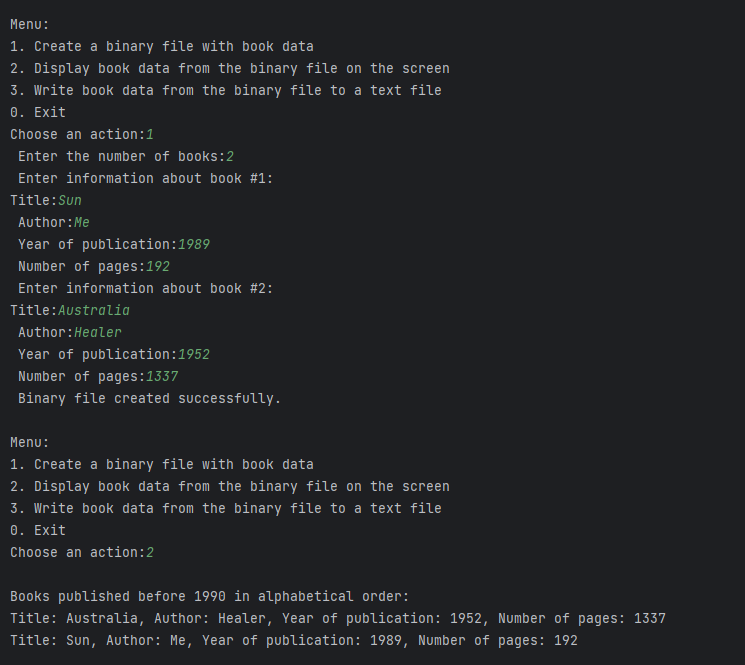 Menu:
1. Create a binary file with book data
2. Display book data from the binary file on the screen
3. Write book data from the binary file to a text file
0. Exit
Choose an action:1
Enter the number of books:2
Enter information about book #1:
Title:Sun
Author:Me
Year of publication:1989
Number of pages:192
Enter information about book #2:
Title:Australia
Author:Healer
Year of publication:1952
Number of pages:1337
Binary file created successfully.
Menu:
1. Create a binary file with book data
2. Display book data from the binary file on the screen
3. Write book data from the binary file to a text file
0. Exit
Choose an action:2
Books published before 1990 in alphabetical order:
Title: Australia, Author: Healer, Year of publication: 1952, Number of pages: 1337
Title: Sun, Author: Me, Year of publication: 1989, Number of pages: 192